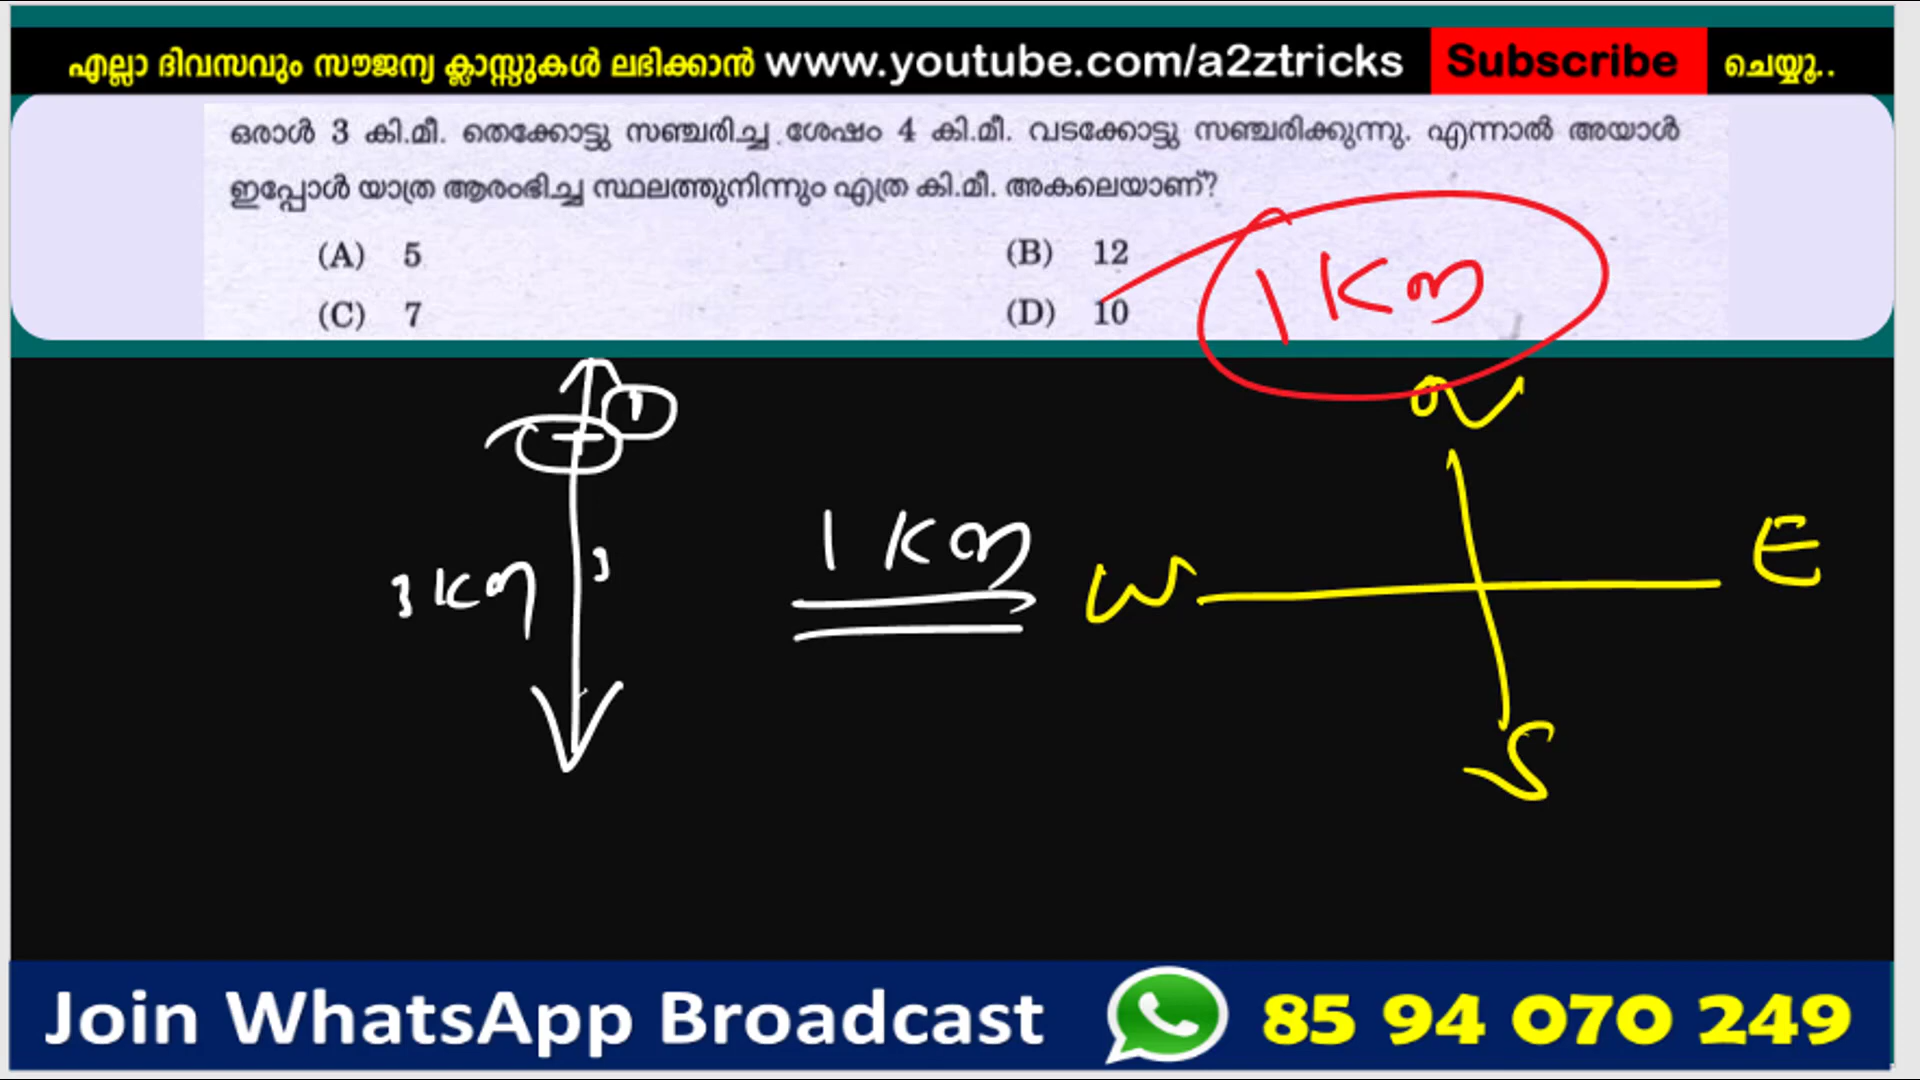 എല്ലാ ദിവസവും സൗജന്യ ക്ലാസ്സുകൾ ലഭിക്കാൻ www.youtube.com/a2ztricks Subscribe ചെയ്യൂ..
ഒരാൾ 3 കി.മീ. തെക്കോട്ടു സഞ്ചരിച്ച ശേഷം 4 കി.മീ. വടക്കോട്ടു സഞ്ചരിക്കുന്നു. എന്നാൽ അയാൾ
ഇപ്പോൾ യാത്ര ആരംഭിച്ച സ്ഥലത്തുനിന്നും എത്ര കി.മീ. അകലെയാണ്?
(A) 5 (B) 12
(C) 7 (D) 10
1 Km
N
1
1 Km
3 Km 3
W E
S
Join WhatsApp Broadcast 85 94 070 249